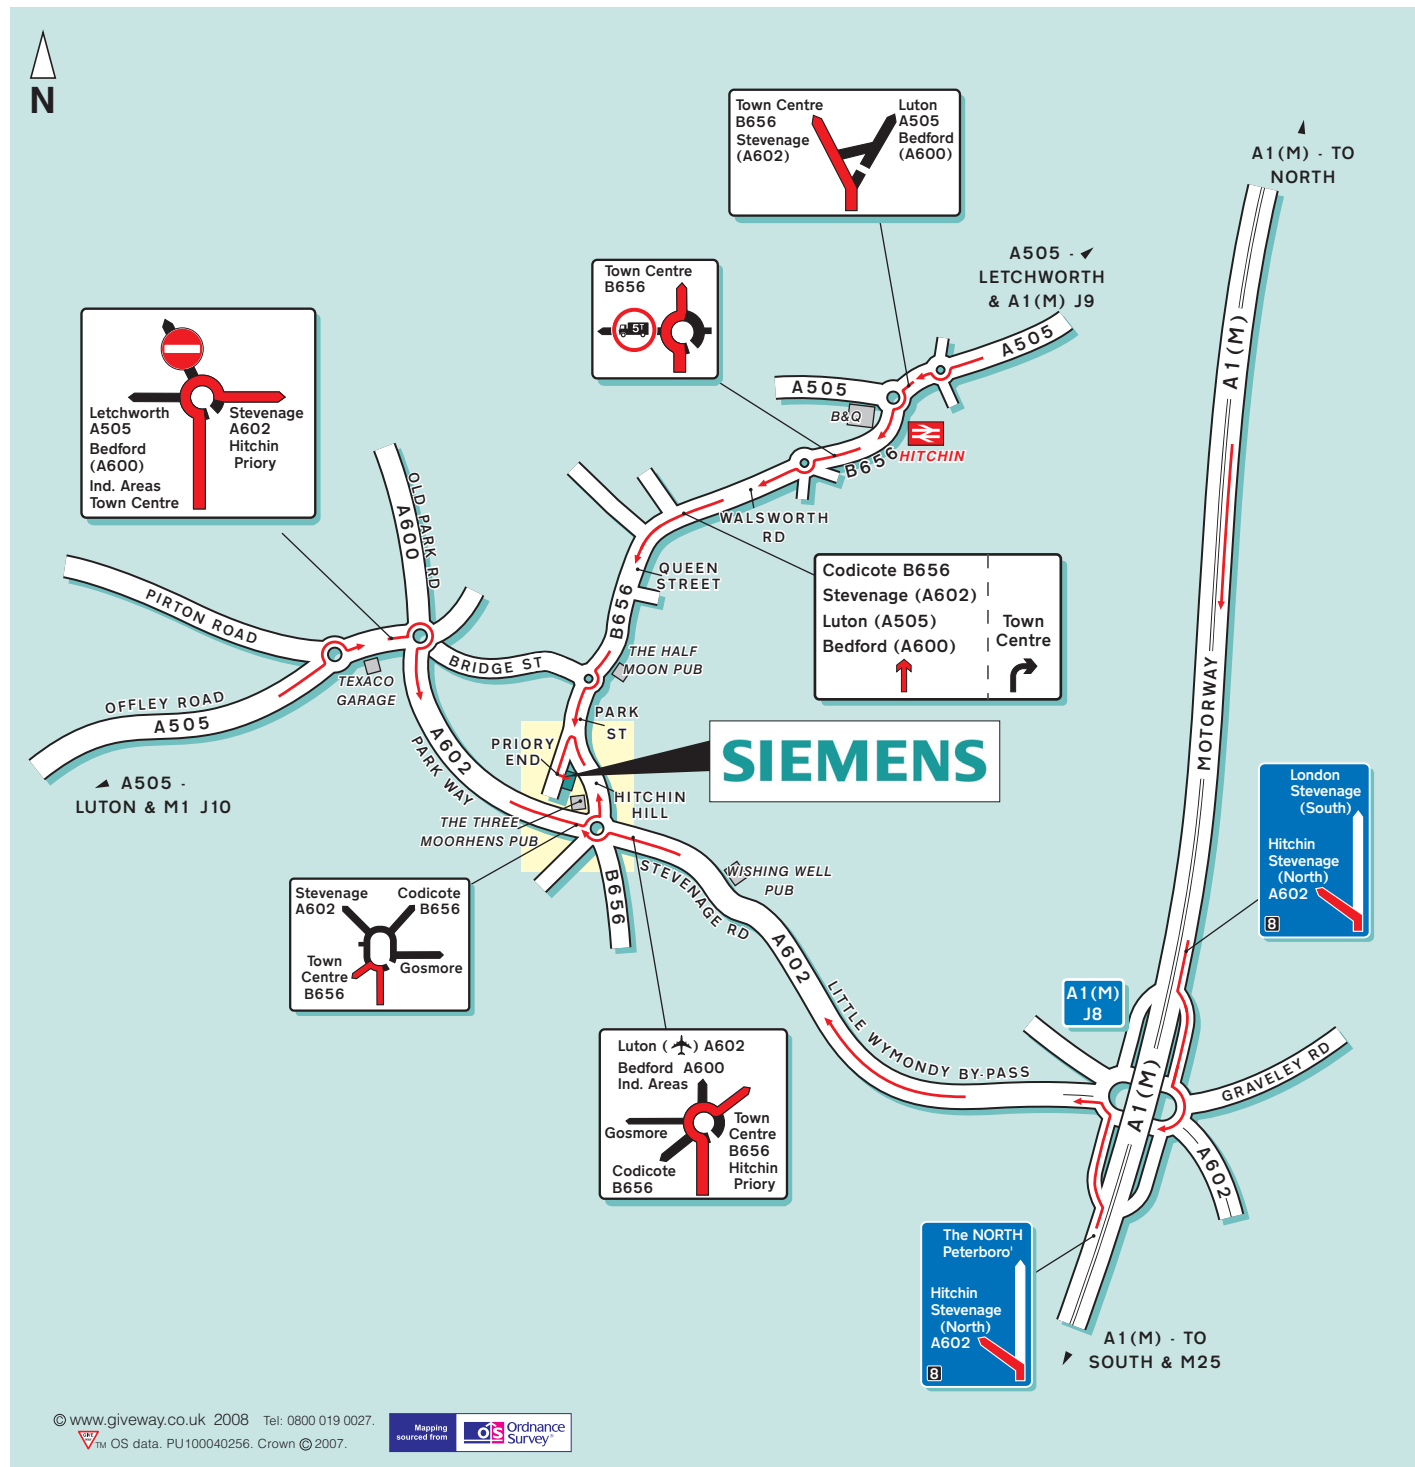 N
Town Centre
B656
Stevenage
(A602)
Luton
A505
Bedford
(A600)
A1(M) - TO
NORTH
A505 -
LETCHWORTH
& A1(M) J9
Town Centre
B656
5T
Letchworth
A505
Bedford
(A600)
Ind. Areas
Town Centre
Stevenage
A602
Hitchin
Priory
A505
A505
A1(M)
B&Q
HITCHIN
B656
OLD PARK RD
A600
WALSWORTH
RD
QUEEN
STREET
B656
Codicote B656
Stevenage (A602)
Luton (A505)
Bedford (A600)
Town
Centre
PIRTON ROAD
BRIDGE ST
THE HALF
MOON PUB
TEXACO
GARAGE
OFFLEY ROAD
A505
PARK
ST
MOTORWAY
A602
PARK WAY
PRIORY
END
SIEMENS
A505 -
LUTON & M1 J10
HITCHIN
HILL
THE THREE
MOORHENS PUB
London
Stevenage
(South)
Hitchin
Stevenage
(North)
A602
8
STEVENAGE RD
WISHING WELL
PUB
B656
Stevenage
A602
Codicote
B656
Town
Centre
B656
Gosmore
A602
LITTLE WYMONDY BY-PASS
A1(M)
J8
A1(M)
GRAVELEY RD
A602
Luton ( ) A602
Bedford A600
Ind. Areas
Gosmore
Codicote
B656
Town
Centre
B656
Hitchin
Priory
The NORTH
Peterboro'
Hitchin
Stevenage
(North)
A602
8
A1(M) - TO
SOUTH & M25
© www.giveway.co.uk 2008 Tel: 0800 019 0027.
TM OS data. PU100040256. Crown © 2007.
Mapping
sourced from
OS Ordnance
Survey®